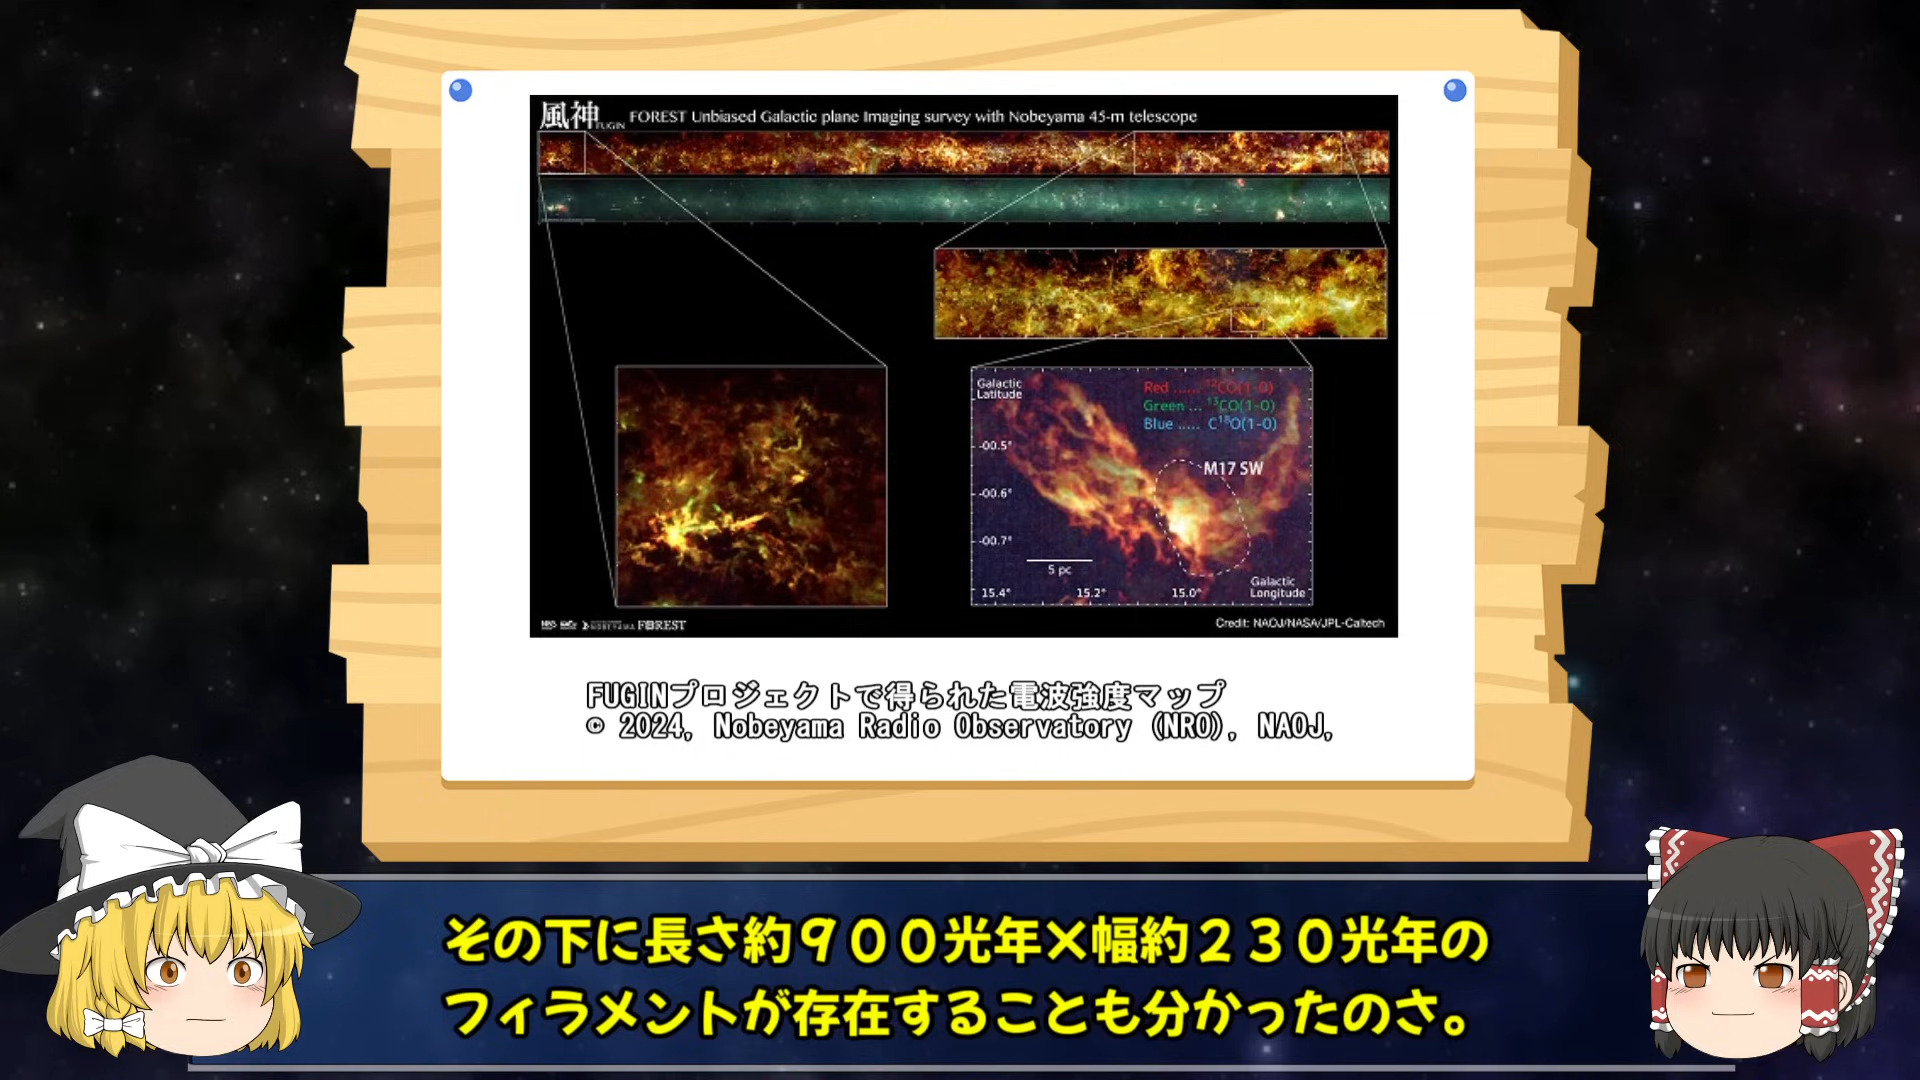 風神 FUGIN FOREST Unbiased Galactic plane Imaging survey with Nobeyama 45-m telescope
Galactic
Latitude
Red ...... ¹²CO(1-0)
Green ... ¹³CO(1-0)
Blue ..... C¹⁸O(1-0)
-00.5°
M17 SW
-00.6°
-00.7°
5 pc
Galactic
Longitude
15.4° 15.2° 15.0°
NOBEYAMA FOREST
Credit: NAOJ/NASA/JPL-Caltech
FUGINプロジェクトで得られた電波強度マップ
© 2024, Nobeyama Radio Observatory (NRO), NAOJ,
その下に長さ約９００光年×幅約２３０光年の
フィラメントが存在することも分かったのさ。